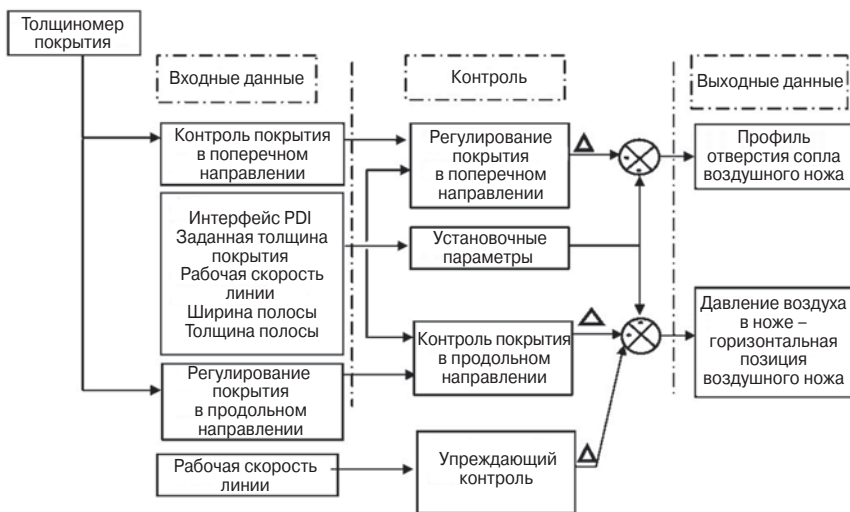 Толщиномер
покрытия
Входные данные
Контроль
Выходные данные
Контроль покрытия
в поперечном
направлении
Регулирование
покрытия
в поперечном
направлении
Δ
Профиль
отверстия сопла
воздушного ножа
Интерфейс PDI
Заданная толщина
покрытия
Рабочая скорость
линии
Ширина полосы
Толщина полосы
Установочные
параметры
Контроль покрытия
в продольном
направлении
Δ
Давление воздуха
в ноже –
горизонтальная
позиция
воздушного ножа
Регулирование
покрытия
в продольном
направлении
Рабочая скорость
линии
Упреждающий
контроль
Δ